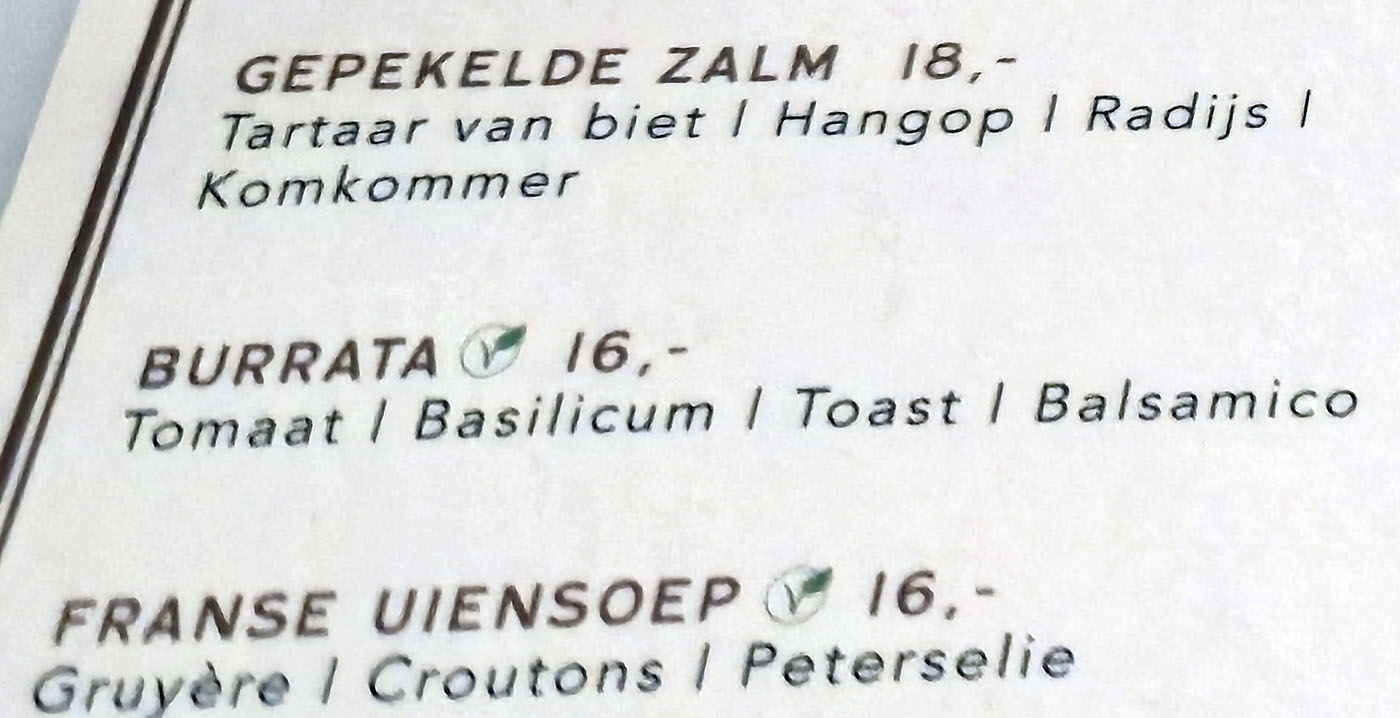 GEPEKELDE ZALM 18,-
Tartaar van biet | Hangop | Radijs |
Komkommer
BURRATA V 16,-
Tomaat | Basilicum | Toast | Balsamico
FRANSE UIENSOEP V 16,-
Gruyère | Croutons | Peterselie